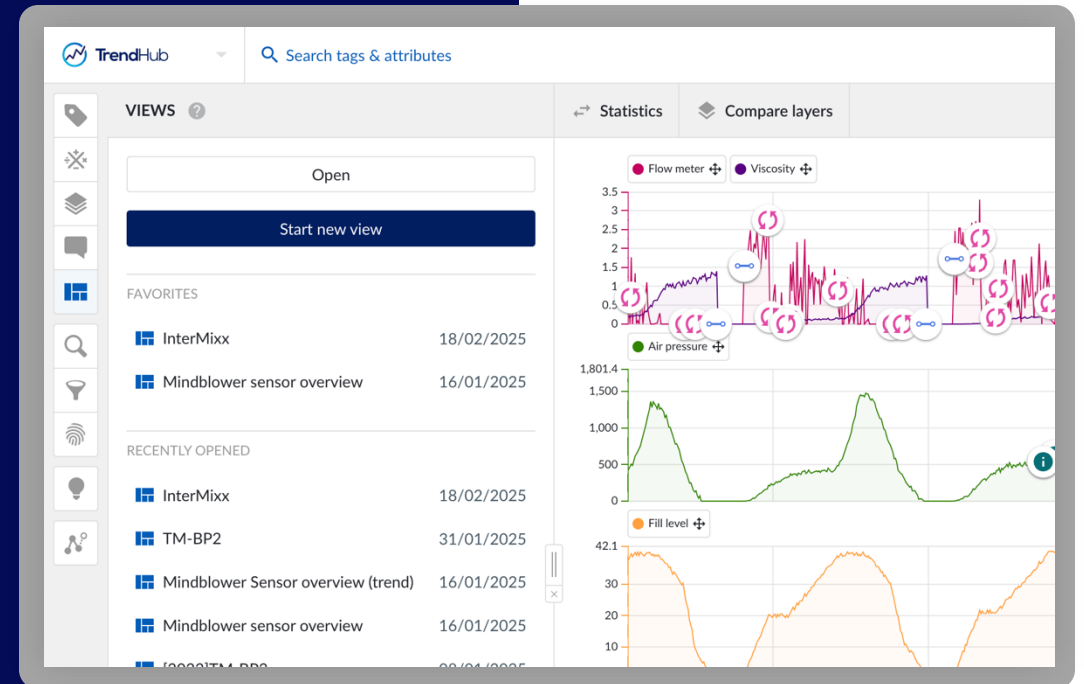 TrendHub
Search tags & attributes
VIEWS ?
Statistics
Compare layers
Open
Start new view
FAVORITES
InterMixx 18/02/2025
Mindblower sensor overview 16/01/2025
RECENTLY OPENED
InterMixx 18/02/2025
TM-BP2 31/01/2025
Mindblower Sensor overview (trend) 16/01/2025
Mindblower sensor overview 16/01/2025
Flow meter Viscosity
3.5
3
2.5
2
1.5
1
0.5
0
Air pressure
1,801.4
1,500
1,000
500
0
i
Fill level
42.1
30
20
10